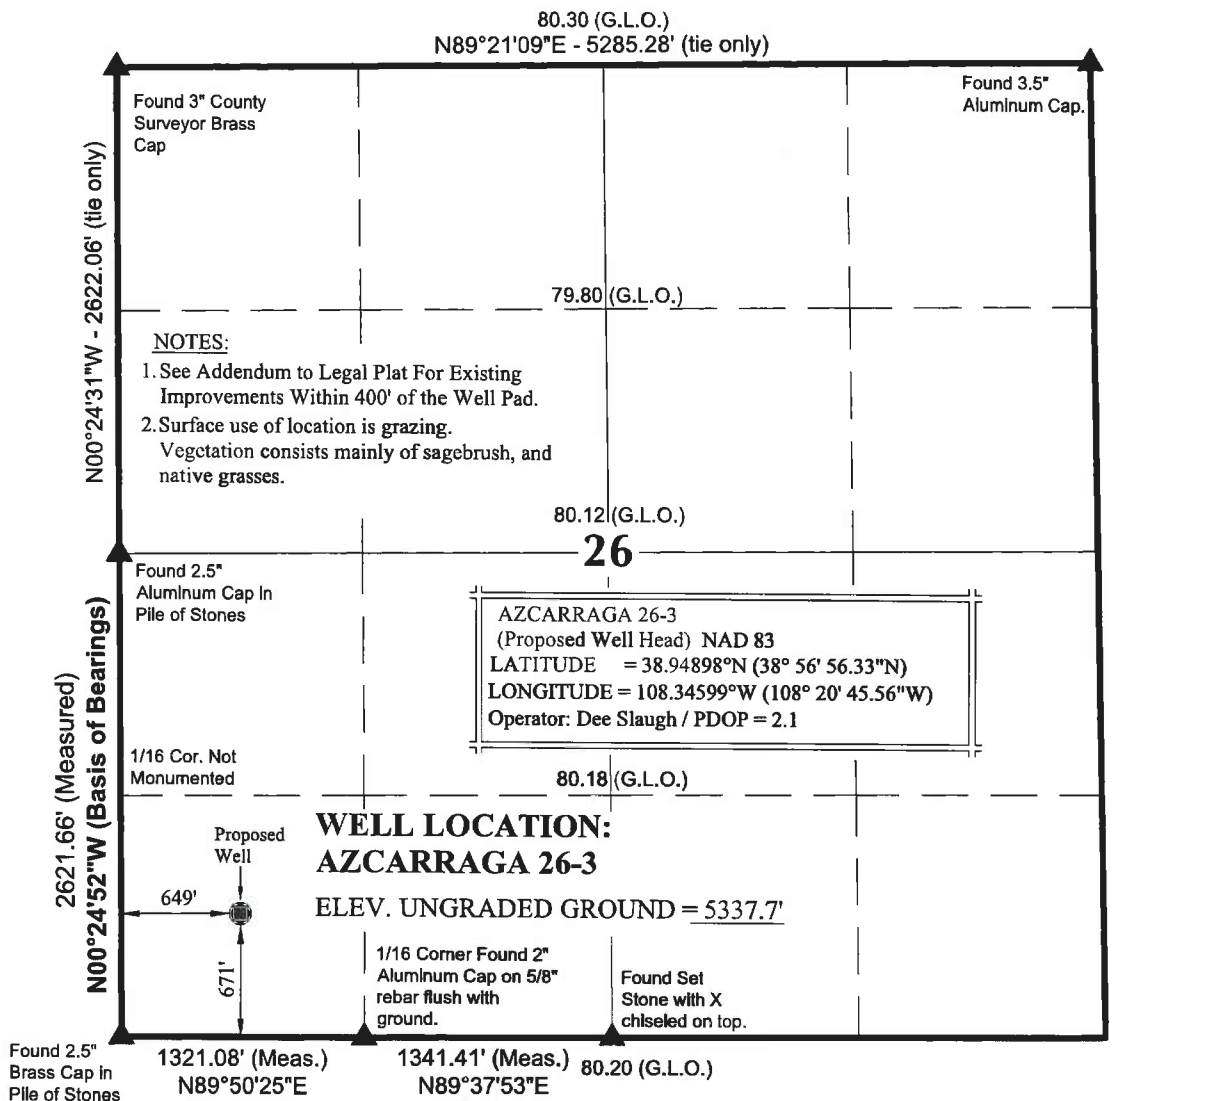 80.30 (G.L.O.)
N89°21'09"E - 5285.28' (tie only)
Found 3" County
Surveyor Brass
Cap
Found 3.5"
Aluminum Cap.
N00°24'31"W - 2622.06' (tie only)
79.80 (G.L.O.)
NOTES:
1. See Addendum to Legal Plat For Existing
Improvements Within 400' of the Well Pad.
2. Surface use of location is grazing.
Vegetation consists mainly of sagebrush, and
native grasses.
80.12 (G.L.O.)
26
Found 2.5"
Aluminum Cap in
Pile of Stones
AZCARRAGA 26-3
(Proposed Well Head) NAD 83
LATITUDE = 38.94898°N (38° 56' 56.33"N)
LONGITUDE = 108.34599°W (108° 20' 45.56"W)
Operator: Dee Slaugh / PDOP = 2.1
2621.66' (Measured)
N00°24'52"W (Basis of Bearings)
1/16 Cor. Not
Monumented
80.18 (G.L.O.)
WELL LOCATION:
AZCARRAGA 26-3
Proposed
Well
649'
ELEV. UNGRADED GROUND = 5337.7'
671'
1/16 Corner Found 2"
Aluminum Cap on 5/8"
rebar flush with
ground.
Found Set
Stone with X
chiseled on top.
Found 2.5"
Brass Cap in
Pile of Stones
1321.08' (Meas.)
N89°50'25"E
1341.41' (Meas.)
N89°37'53"E
80.20 (G.L.O.)